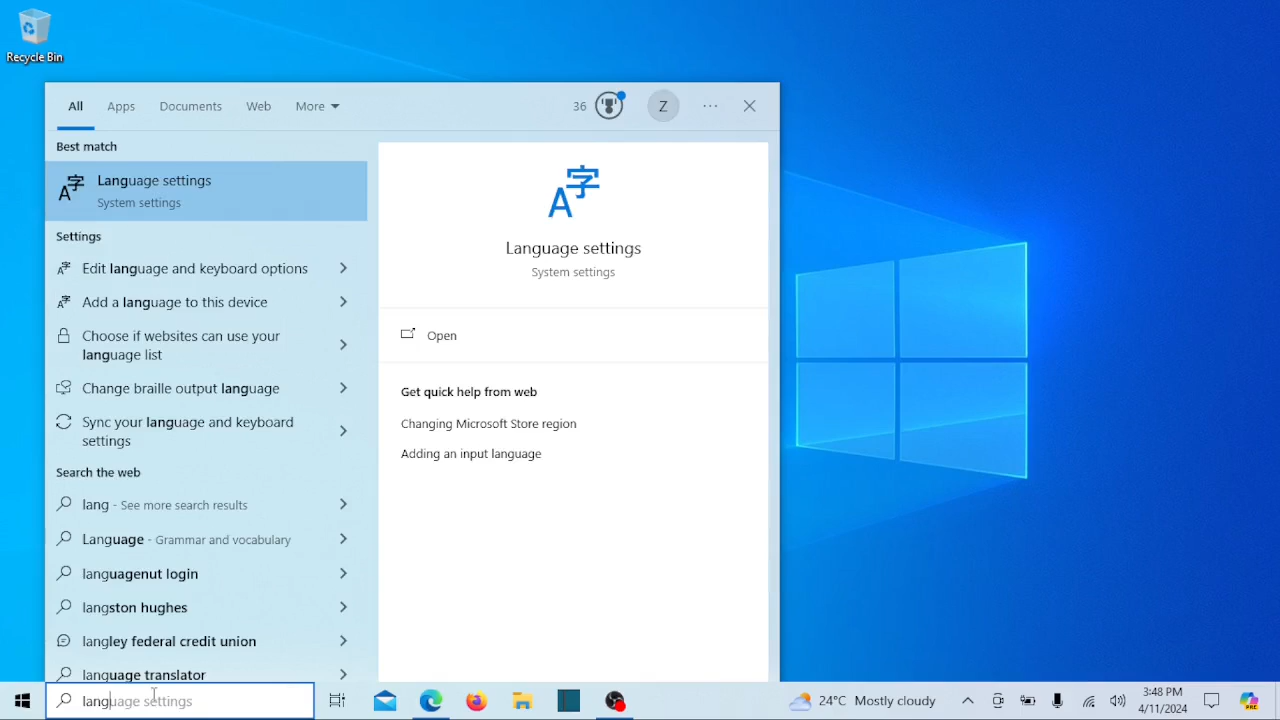 Recycle Bin
All Apps Documents Web More 36 Z ···
Best match
Language settings
System settings
Settings
Edit language and keyboard options
Add a language to this device
Choose if websites can use your
language list
Change braille output language
Sync your language and keyboard
settings
Search the web
lang - See more search results
Language - Grammar and vocabulary
languagenut login
langston hughes
langley federal credit union
language translator
A字
Language settings
System settings
Open
Get quick help from web
Changing Microsoft Store region
Adding an input language
language settings
24°C Mostly cloudy
3:48 PM
4/11/2024
PRE